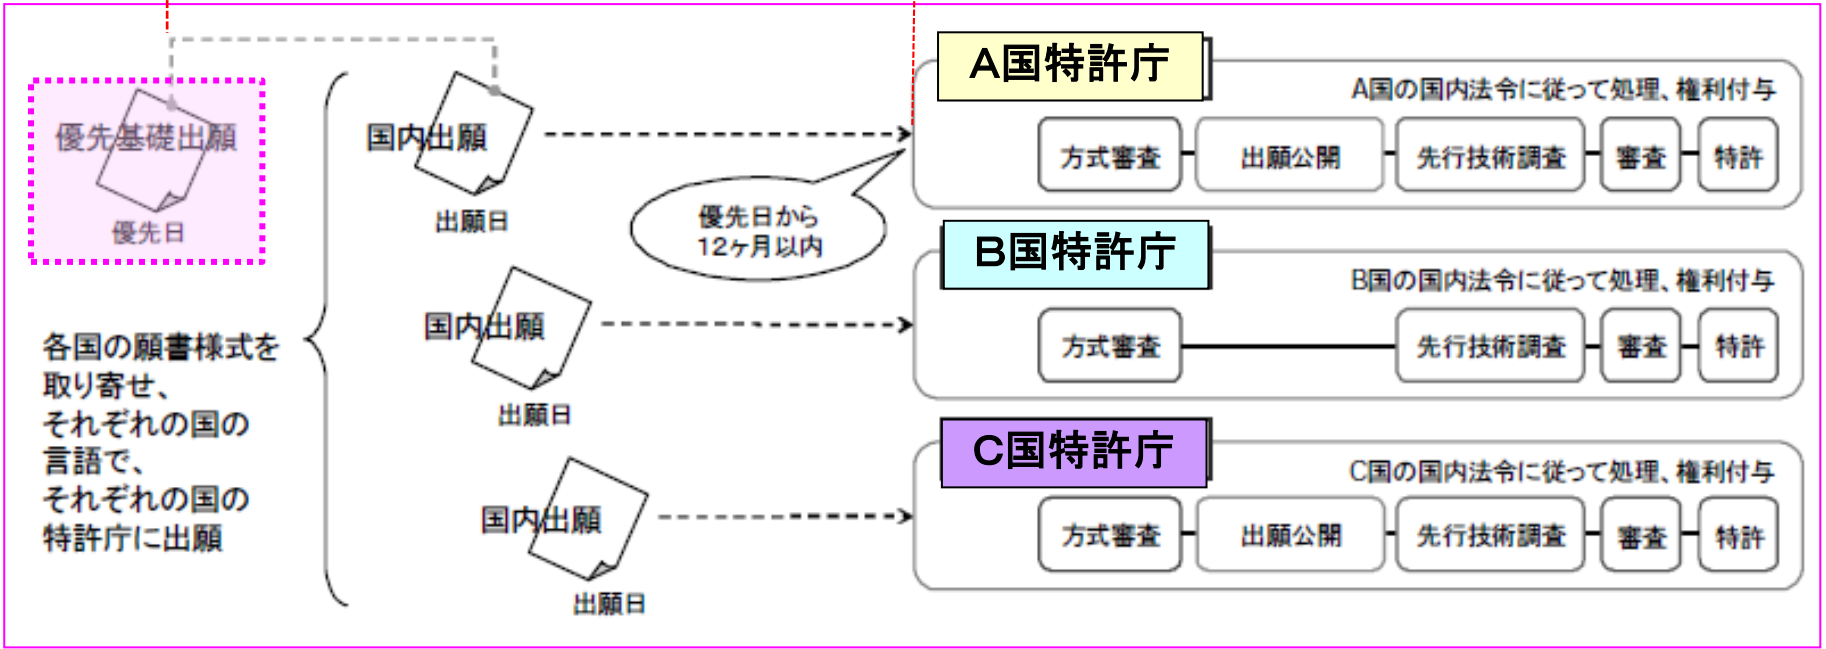 優先基礎出願
優先日
各国の願書様式を
取り寄せ、
それぞれの国の
言語で、
それぞれの国の
特許庁に出願
国内出願
出願日
国内出願
出願日
国内出願
出願日
優先日から
12ヶ月以内
A国特許庁
A国の国内法令に従って処理、権利付与
方式審査
出願公開
先行技術調査
審査
特許
B国特許庁
B国の国内法令に従って処理、権利付与
方式審査
先行技術調査
審査
特許
C国特許庁
C国の国内法令に従って処理、権利付与
方式審査
出願公開
先行技術調査
審査
特許